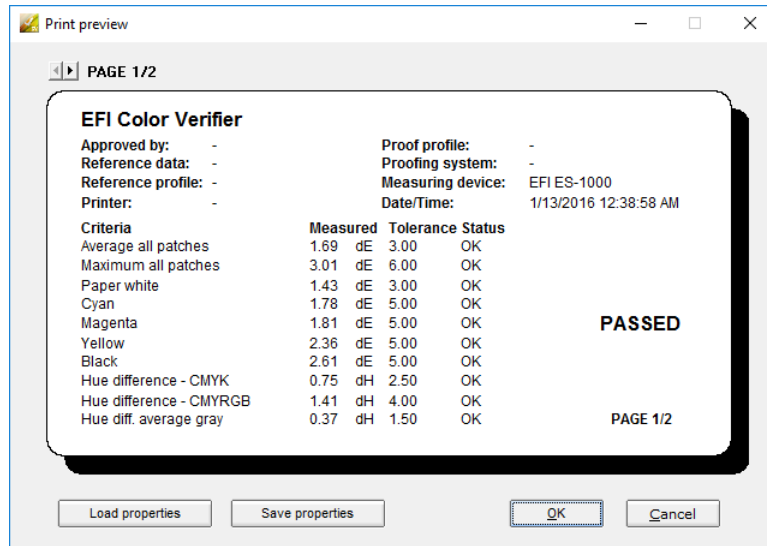 Print preview
PAGE 1/2
EFI Color Verifier
Approved by: - Proof profile: -
Reference data: - Proofing system: -
Reference profile: - Measuring device: EFI ES-1000
Printer: - Date/Time: 1/13/2016 12:38:58 AM
Criteria Measured Tolerance Status
Average all patches 1.69 dE 3.00 OK
Maximum all patches 3.01 dE 6.00 OK
Paper white 1.43 dE 3.00 OK
Cyan 1.78 dE 5.00 OK
Magenta 1.81 dE 5.00 OK PASSED
Yellow 2.36 dE 5.00 OK
Black 2.61 dE 5.00 OK
Hue difference - CMYK 0.75 dH 2.50 OK
Hue difference - CMYRGB 1.41 dH 4.00 OK
Hue diff. average gray 0.37 dH 1.50 OK PAGE 1/2
Load properties Save properties OK Cancel